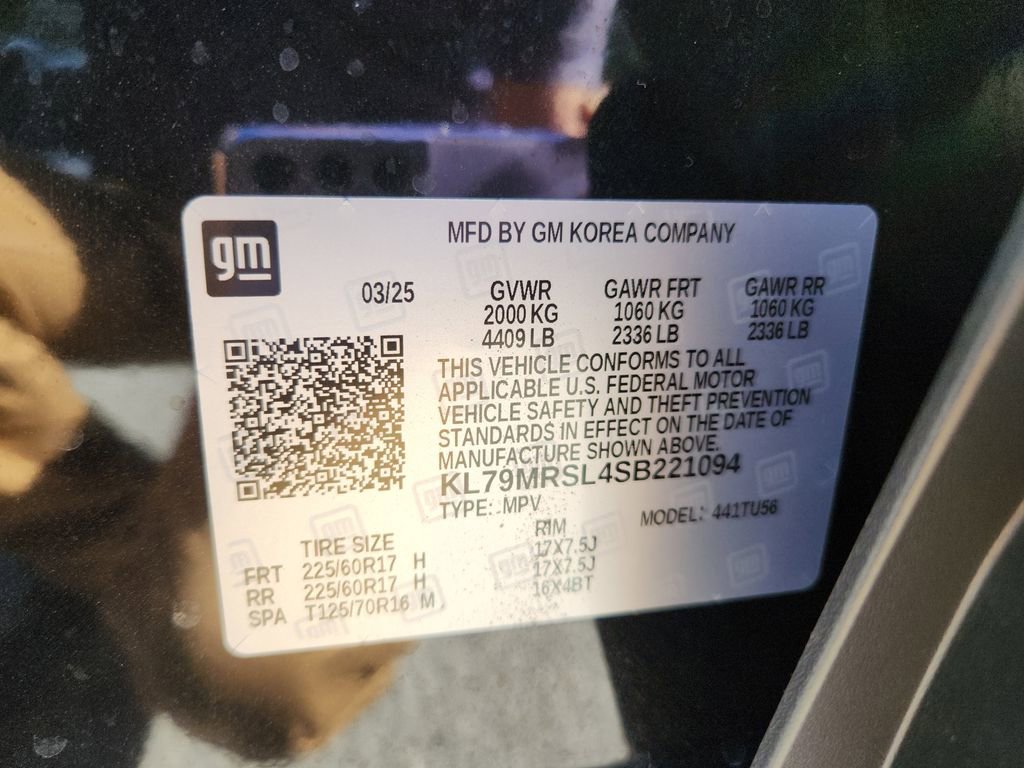 gm
MFD BY GM KOREA COMPANY
03/25 GVWR GAWR FRT GAWR RR
2000 KG 1060 KG 1060 KG
4409 LB 2336 LB 2336 LB
THIS VEHICLE CONFORMS TO ALL
APPLICABLE U.S. FEDERAL MOTOR
VEHICLE SAFETY AND THEFT PREVENTION
STANDARDS IN EFFECT ON THE DATE OF
MANUFACTURE SHOWN ABOVE.
KL79MRSL4SB221094
TYPE: MPV MODEL: 441TU56
TIRE SIZE RIM
FRT 225/60R17 H 17X7.5J
RR 225/60R17 H 17X7.5J
SPA T125/70R16 M 16X4BT